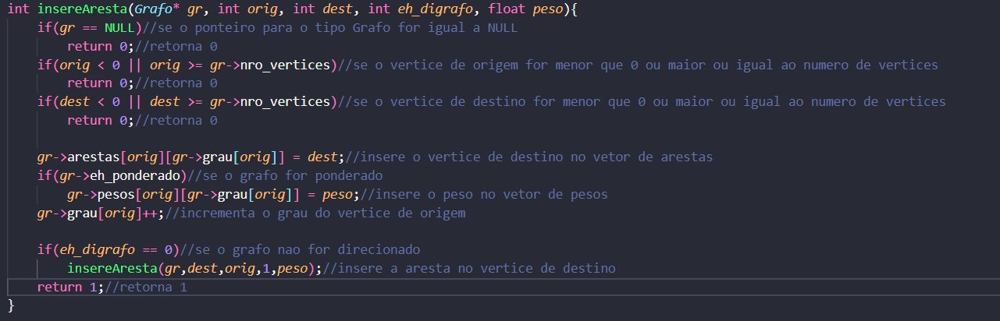 int insereAresta(Grafo* gr, int orig, int dest, int eh_digrafo, float peso){
    if(gr == NULL)//se o ponteiro para o tipo Grafo for igual a NULL
        return 0;//retorna 0
    if(orig < 0 || orig >= gr->nro_vertices)//se o vertice de origem for menor que 0 ou maior ou igual ao numero de vertices
        return 0;//retorna 0
    if(dest < 0 || dest >= gr->nro_vertices)//se o vertice de destino for menor que 0 ou maior ou igual ao numero de vertices
        return 0;//retorna 0

    gr->arestas[orig][gr->grau[orig]] = dest;//insere o vertice de destino no vetor de arestas
    if(gr->eh_ponderado)//se o grafo for ponderado
        gr->pesos[orig][gr->grau[orig]] = peso;//insere o peso no vetor de pesos
    gr->grau[orig]++;//incrementa o grau do vertice de origem

    if(eh_digrafo == 0)//se o grafo nao for direcionado
        insereAresta(gr,dest,orig,1,peso);//insere a aresta no vertice de destino
    return 1;//retorna 1
}